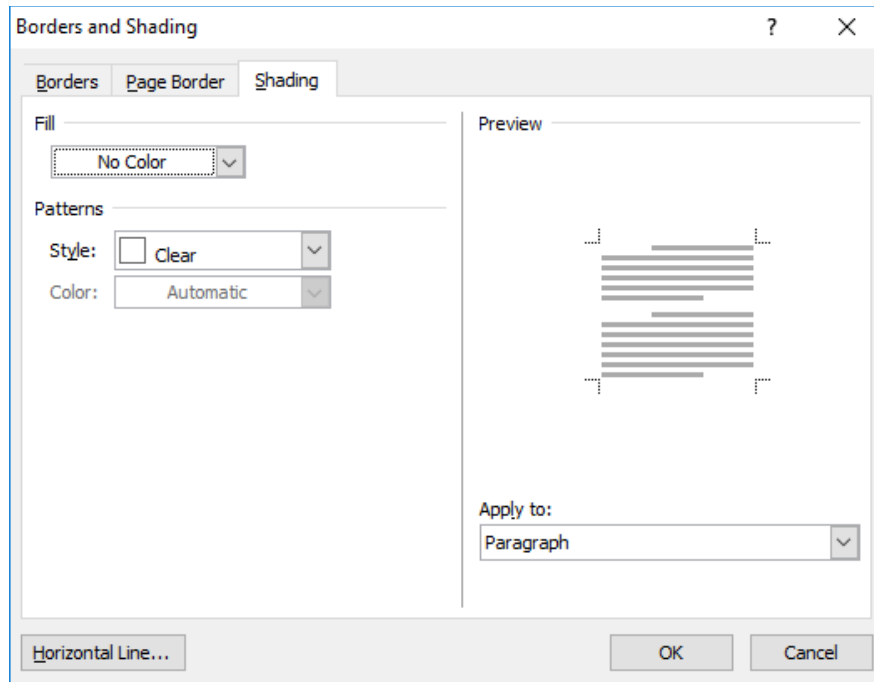 Borders and Shading ?
Borders Page Border Shading
Fill
No Color
Patterns
Style: Clear
Color: Automatic
Preview
Apply to:
Paragraph
Horizontal Line... OK Cancel